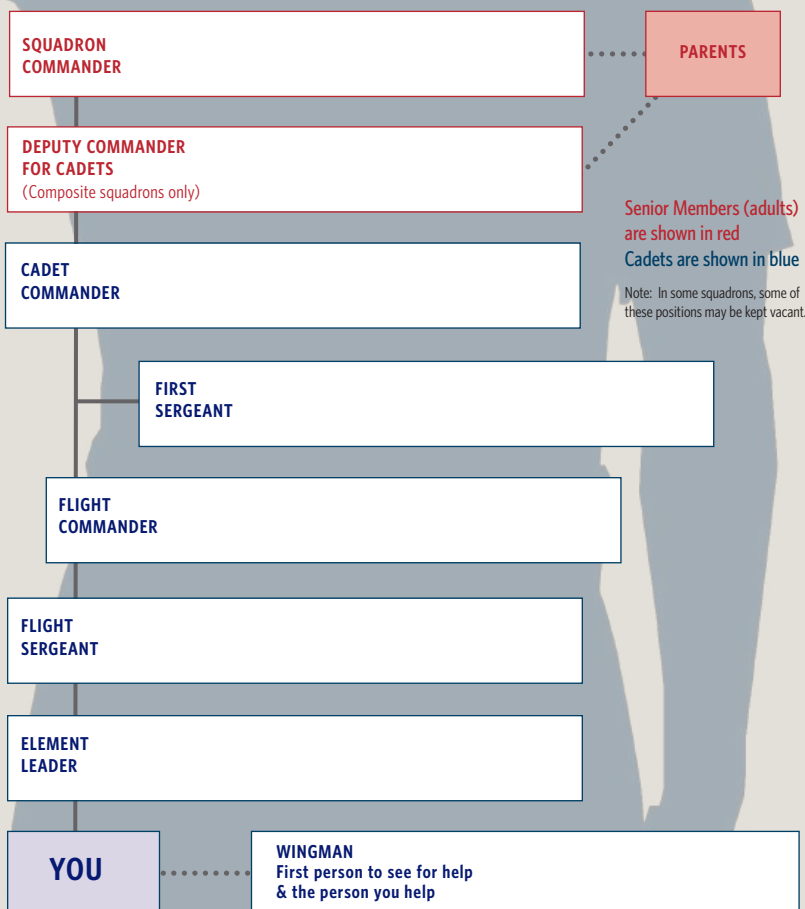 SQUADRON
COMMANDER
PARENTS
DEPUTY COMMANDER
FOR CADETS
(Composite squadrons only)
Senior Members (adults)
are shown in red
Cadets are shown in blue
Note: In some squadrons, some of
these positions may be kept vacant.
CADET
COMMANDER
FIRST
SERGEANT
FLIGHT
COMMANDER
FLIGHT
SERGEANT
ELEMENT
LEADER
YOU
WINGMAN
First person to see for help
& the person you help